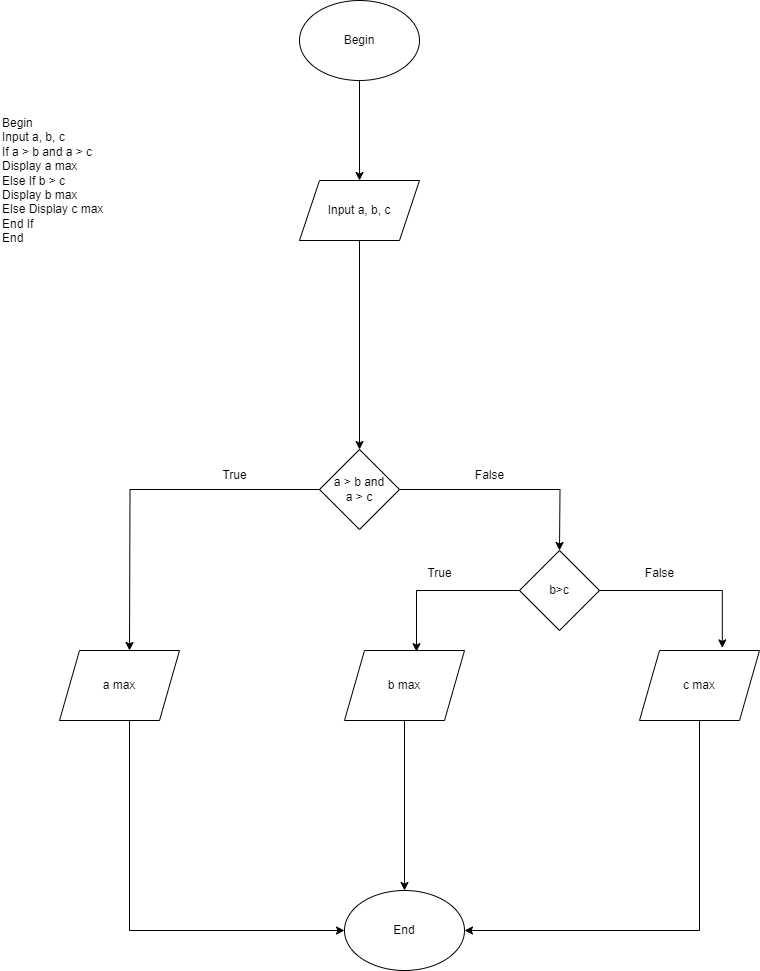 Begin
Begin
Input a, b, c
If a > b and a > c
Display a max
Else If b > c
Display b max
Else Display c max
End If
End
Input a, b, c
True
False
a > b and
a > c
True
False
b>c
a max
b max
c max
End